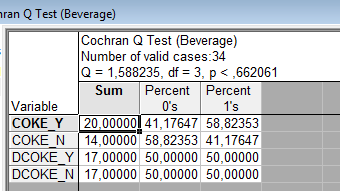 ran Q Test (Beverage)
Cochran Q Test (Beverage)
Number of valid cases:34
Q = 1,588235, df = 3, p < ,662061
Variable Sum Percent 0's Percent 1's
COKE_Y 20,00000 41,17647 58,82353
COKE_N 14,00000 58,82353 41,17647
DCOKE_Y 17,00000 50,00000 50,00000
DCOKE_N 17,00000 50,00000 50,00000